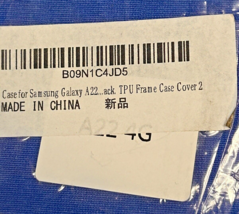 B09N1C4JD5
Case for Samsung Galaxy A22...ack. TPU Frame Case Cover 2
MADE IN CHINA 新品
A22 4G